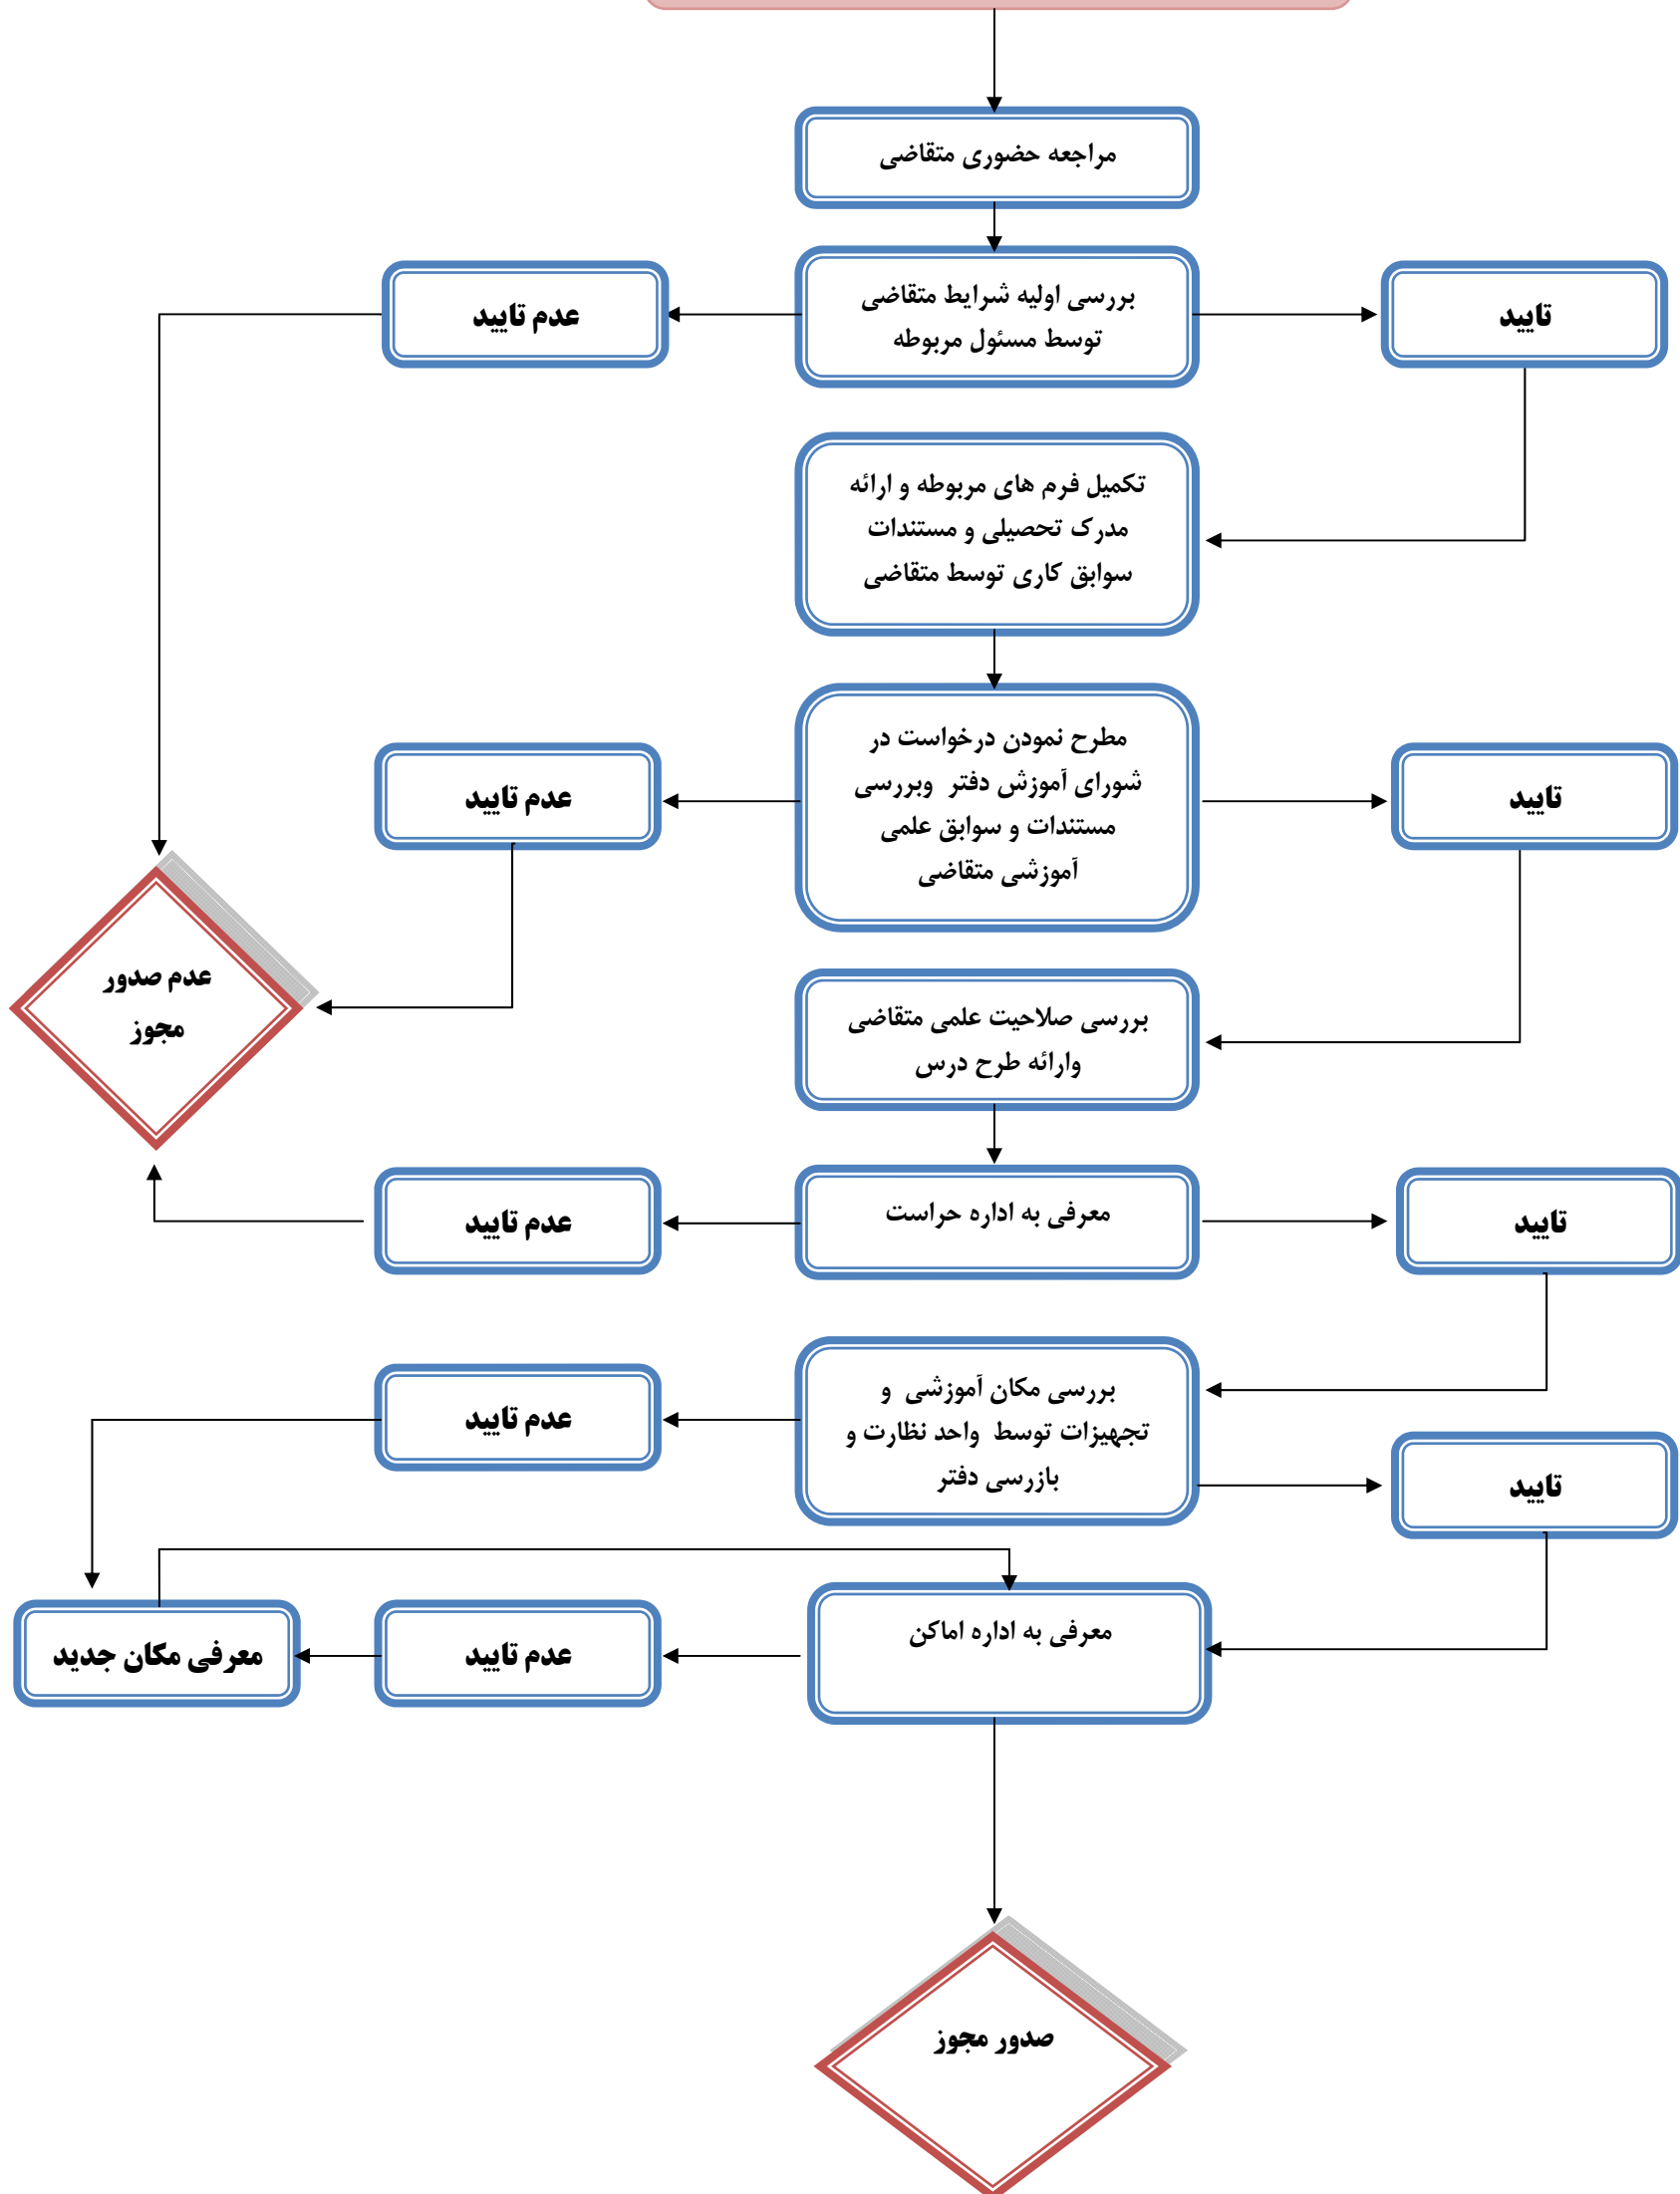 مراجعه حضوری متقاضی
بررسی اولیه شرایط متقاضی
توسط مسئول مربوطه
تایید
عدم تایید
تکمیل فرم های مربوطه و ارائه
مدرک تحصیلی و مستندات
سوابق کاری توسط متقاضی
مطرح نمودن درخواست در
شورای آموزش دفتر وبررسی
مستندات و سوابق علمی
آموزشی متقاضی
تایید
عدم تایید
عدم صدور
مجوز
بررسی صلاحیت علمی متقاضی
وارائه طرح درس
معرفی به اداره حراست
تایید
عدم تایید
بررسی مکان آموزشی و
تجهیزات توسط واحد نظارت و
بازرسی دفتر
عدم تایید
تایید
معرفی به اداره اماکن
عدم تایید
معرفی مکان جدید
صدور مجوز